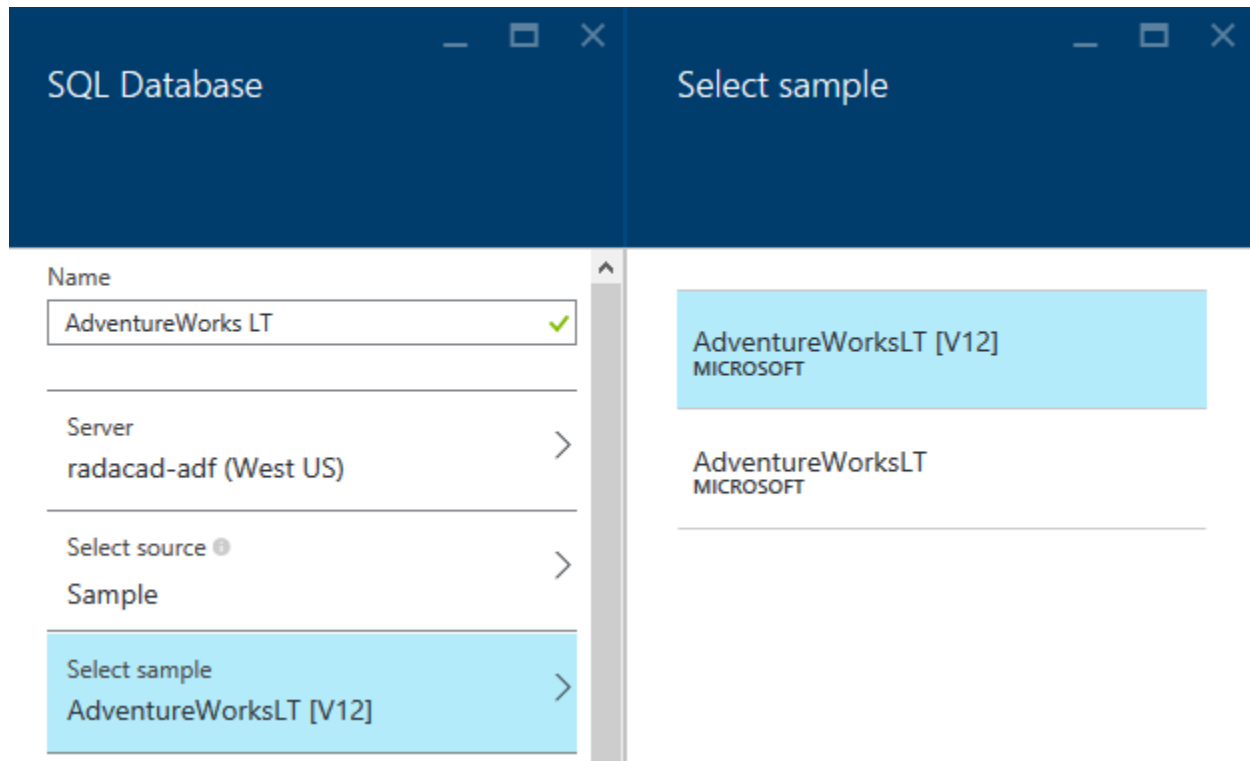 SQL Database
Name
AdventureWorks LT
Server
radacad-adf (West US)
Select source
Sample
Select sample
AdventureWorksLT [V12]
Select sample
AdventureWorksLT [V12]
MICROSOFT
AdventureWorksLT
MICROSOFT